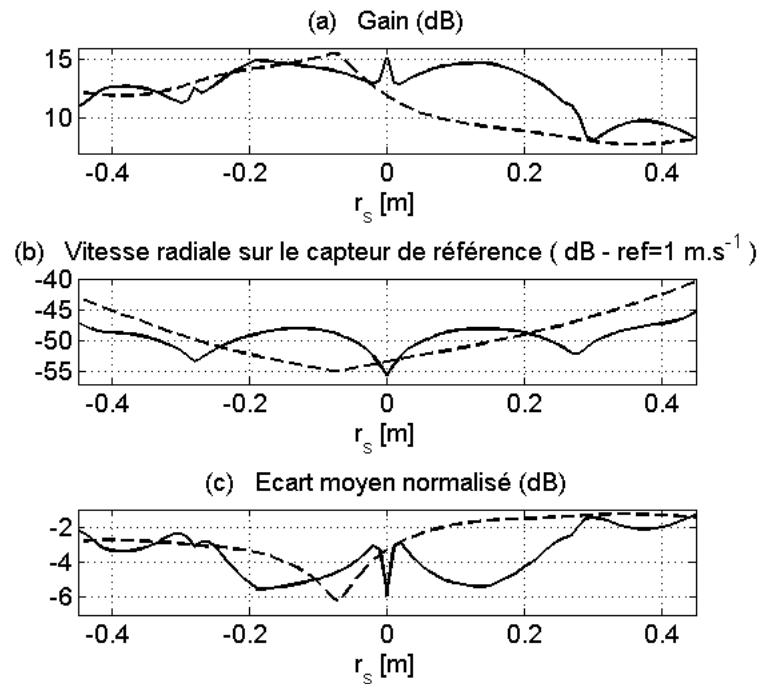 (a) Gain (dB)
15
10
-0.4 -0.2 0 0.2 0.4
r_s [m]
(b) Vitesse radiale sur le capteur de référence ( dB - ref=1 m.s⁻¹ )
-40
-45
-50
-55
-0.4 -0.2 0 0.2 0.4
r_s [m]
(c) Ecart moyen normalisé (dB)
-2
-4
-6
-0.4 -0.2 0 0.2 0.4
r_s [m]